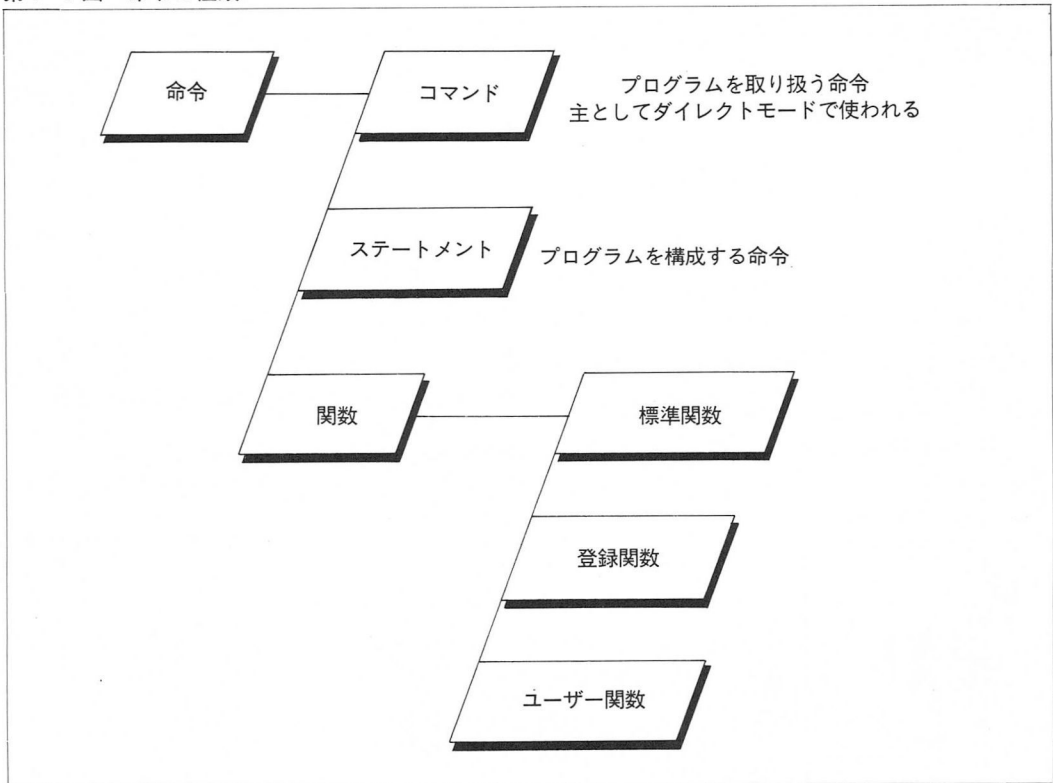 命令
コマンド
プログラムを取り扱う命令
主としてダイレクトモードで使われる
ステートメント
プログラムを構成する命令
関数
標準関数
登録関数
ユーザー関数